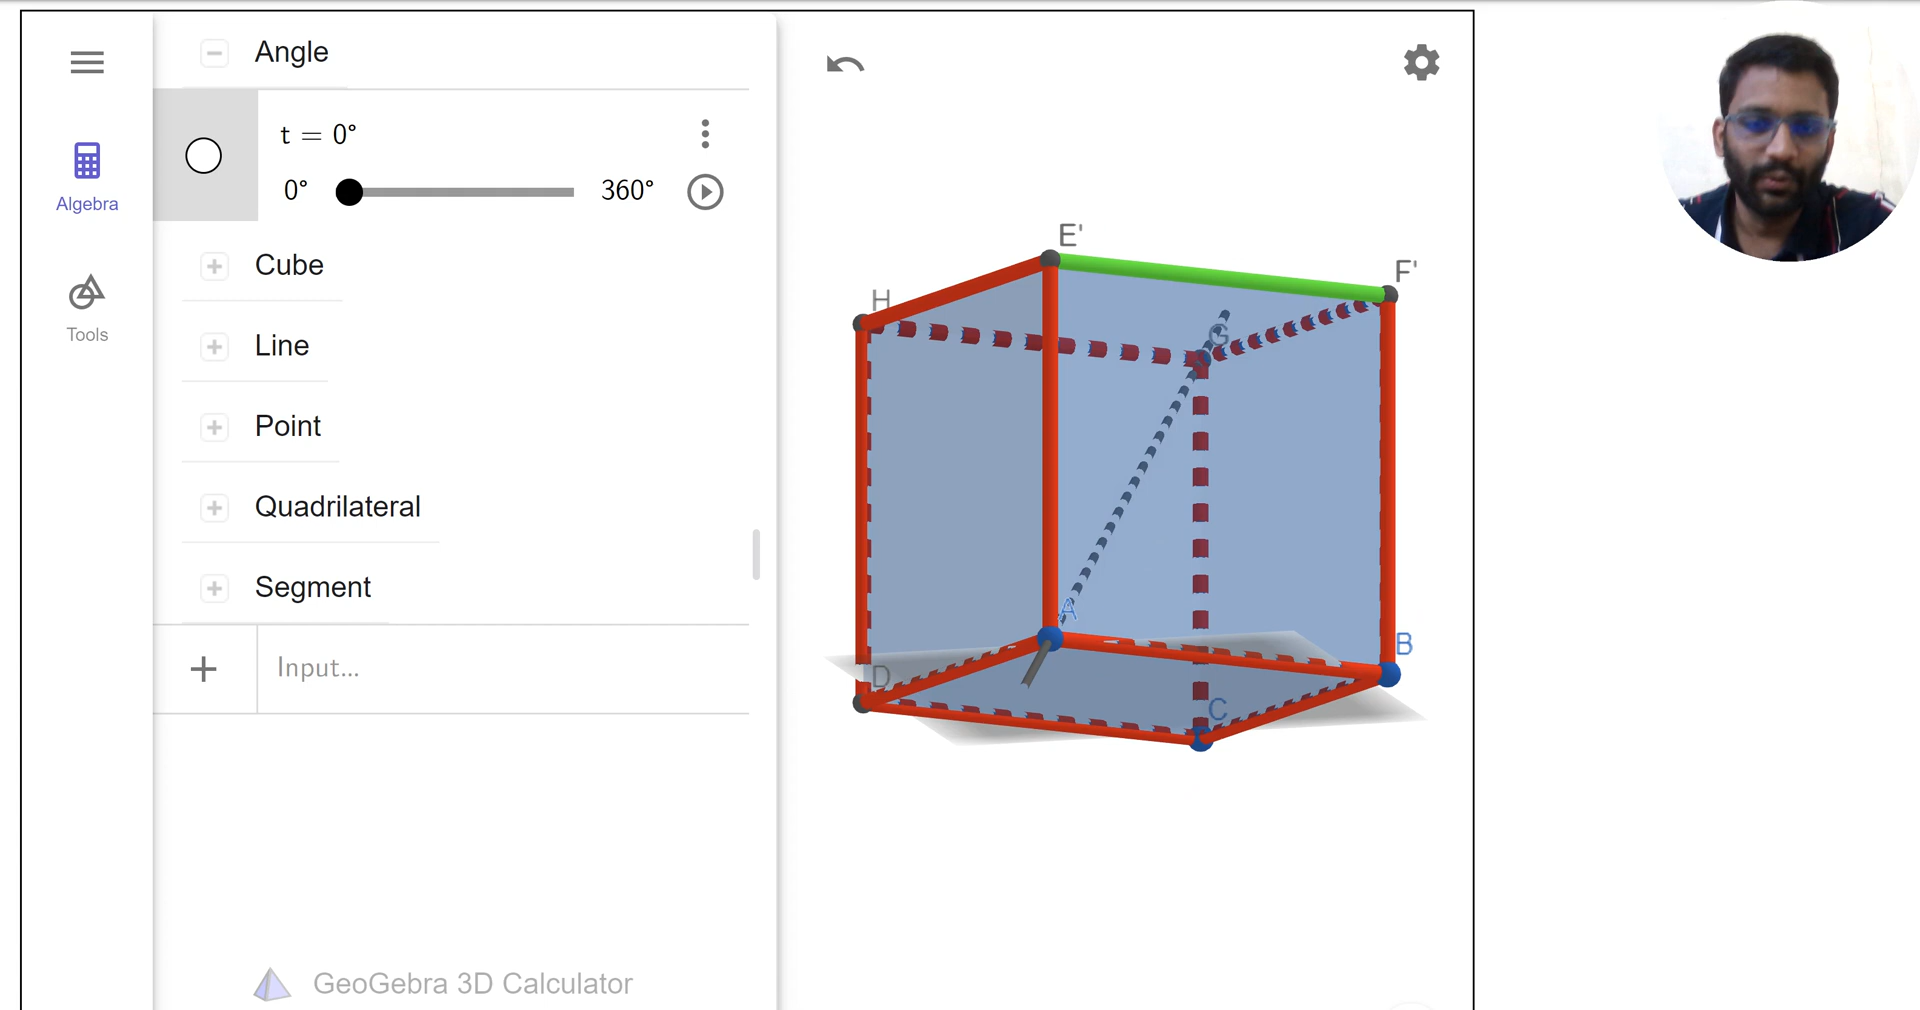 Angle
t = 0°
0° 360°
Algebra
Cube
Tools
Line
Point
Quadrilateral
Segment
+ Input...
GeoGebra 3D Calculator
E'
F'
H
G
A
B
D
C